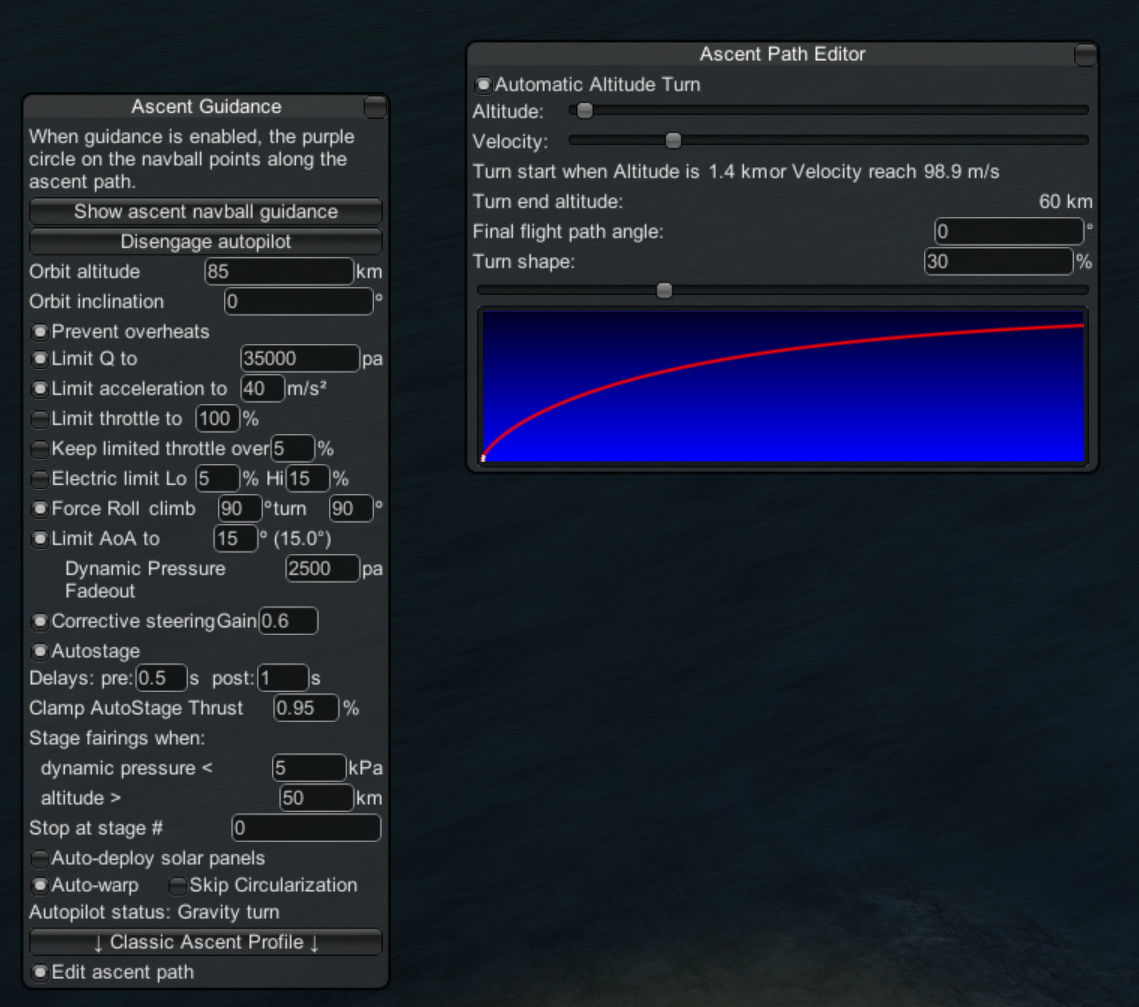 Ascent Guidance
When guidance is enabled, the purple
circle on the navball points along the
ascent path.
Show ascent navball guidance
Disengage autopilot
Orbit altitude 85 km
Orbit inclination 0 °
Prevent overheats
Limit Q to 35000 pa
Limit acceleration to 40 m/s²
Limit throttle to 100 %
Keep limited throttle over 5 %
Electric limit Lo 5 % Hi 15 %
Force Roll climb 90 ° turn 90 °
Limit AoA to 15 ° (15.0°)
Dynamic Pressure 2500 pa
Fadeout
Corrective steering Gain 0.6
Autostage
Delays: pre: 0.5 s post: 1 s
Clamp AutoStage Thrust 0.95 %
Stage fairings when:
dynamic pressure < 5 kPa
altitude > 50 km
Stop at stage # 0
Auto-deploy solar panels
Auto-warp Skip Circularization
Autopilot status: Gravity turn
↓ Classic Ascent Profile ↓
Edit ascent path
Ascent Path Editor
Automatic Altitude Turn
Altitude:
Velocity:
Turn start when Altitude is 1.4 km or Velocity reach 98.9 m/s
Turn end altitude: 60 km
Final flight path angle: 0 °
Turn shape: 30 %